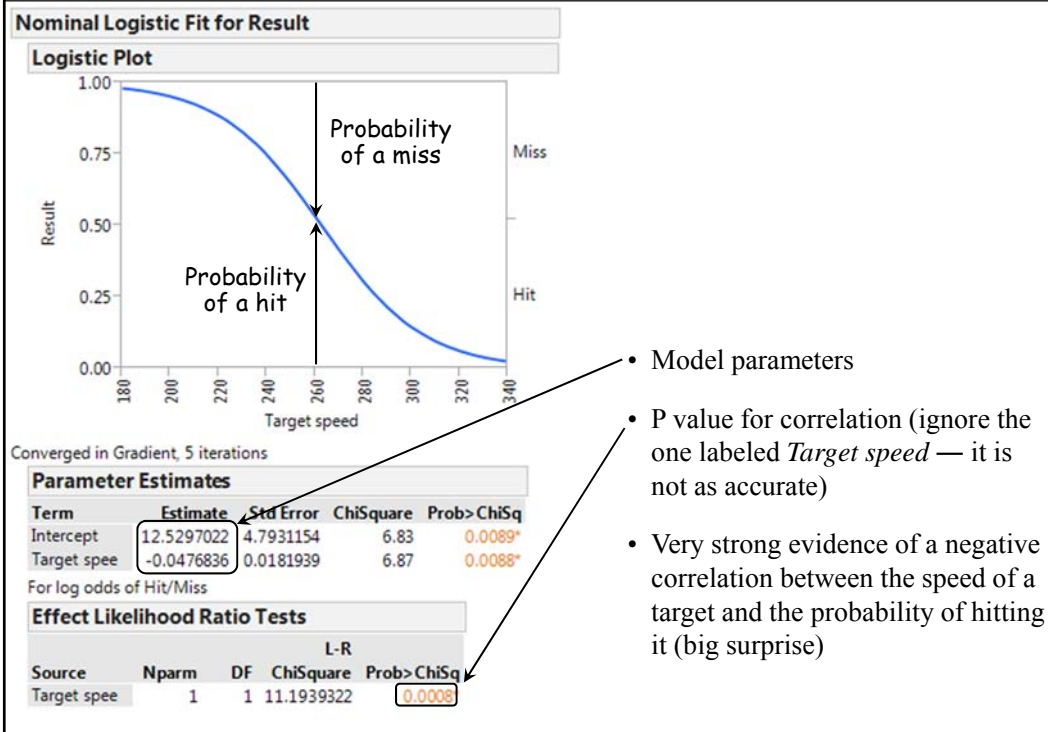 Nominal Logistic Fit for Result
Logistic Plot
1.00
0.75
0.50
0.25
0.00
Result
Probability
of a miss
Probability
of a hit
Miss
Hit
180
200
220
240
260
280
300
320
340
Target speed
Converged in Gradient, 5 iterations
Parameter Estimates
Term Estimate Std Error ChiSquare Prob>ChiSq
Intercept 12.5297022 4.7931154 6.83 0.0089*
Target spee -0.0476836 0.0181939 6.87 0.0088*
For log odds of Hit/Miss
Effect Likelihood Ratio Tests
L-R
Source Nparm DF ChiSquare Prob>ChiSq
Target spee 1 1 11.1939322 0.0008*
• Model parameters
• P value for correlation (ignore the
one labeled Target speed — it is
not as accurate)
• Very strong evidence of a negative
correlation between the speed of a
target and the probability of hitting
it (big surprise)